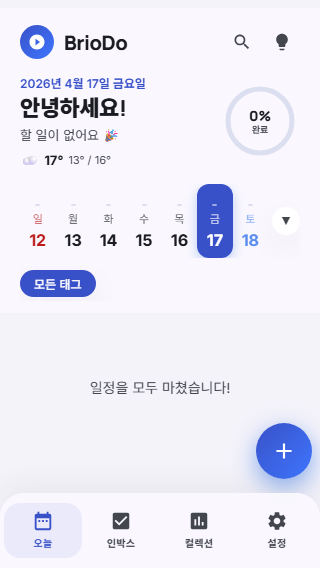 BrioDo
2026년 4월 17일 금요일
안녕하세요!
할 일이 없어요 🎉
17° 13° / 16°
0%
완료
– – – – – – –
일 월 화 수 목 금 토
12 13 14 15 16 17 18
▼
모든 태그
일정을 모두 마쳤습니다!
+
오늘 인박스 컬렉션 설정